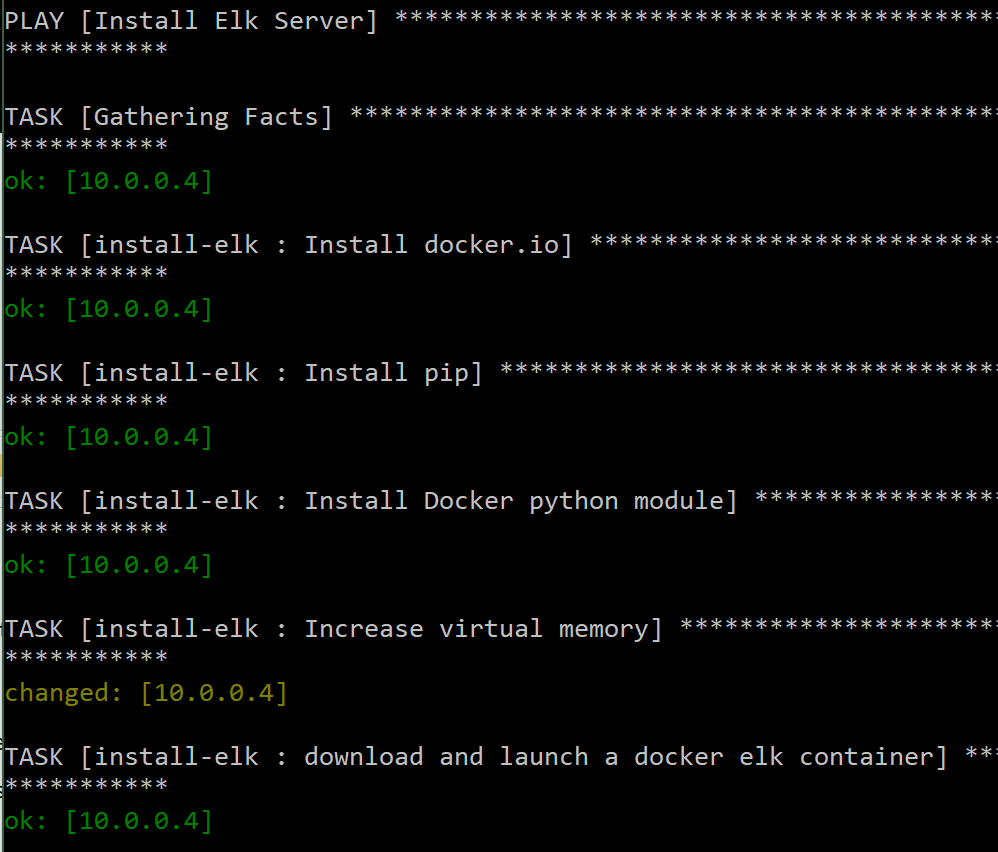 PLAY [Install Elk Server] ****************************************
***********
TASK [Gathering Facts] *******************************************
***********
ok: [10.0.0.4]
TASK [install-elk : Install docker.io] ***************************
***********
ok: [10.0.0.4]
TASK [install-elk : Install pip] *********************************
***********
ok: [10.0.0.4]
TASK [install-elk : Install Docker python module] ****************
***********
ok: [10.0.0.4]
TASK [install-elk : Increase virtual memory] *********************
***********
changed: [10.0.0.4]
TASK [install-elk : download and launch a docker elk container] **
***********
ok: [10.0.0.4]